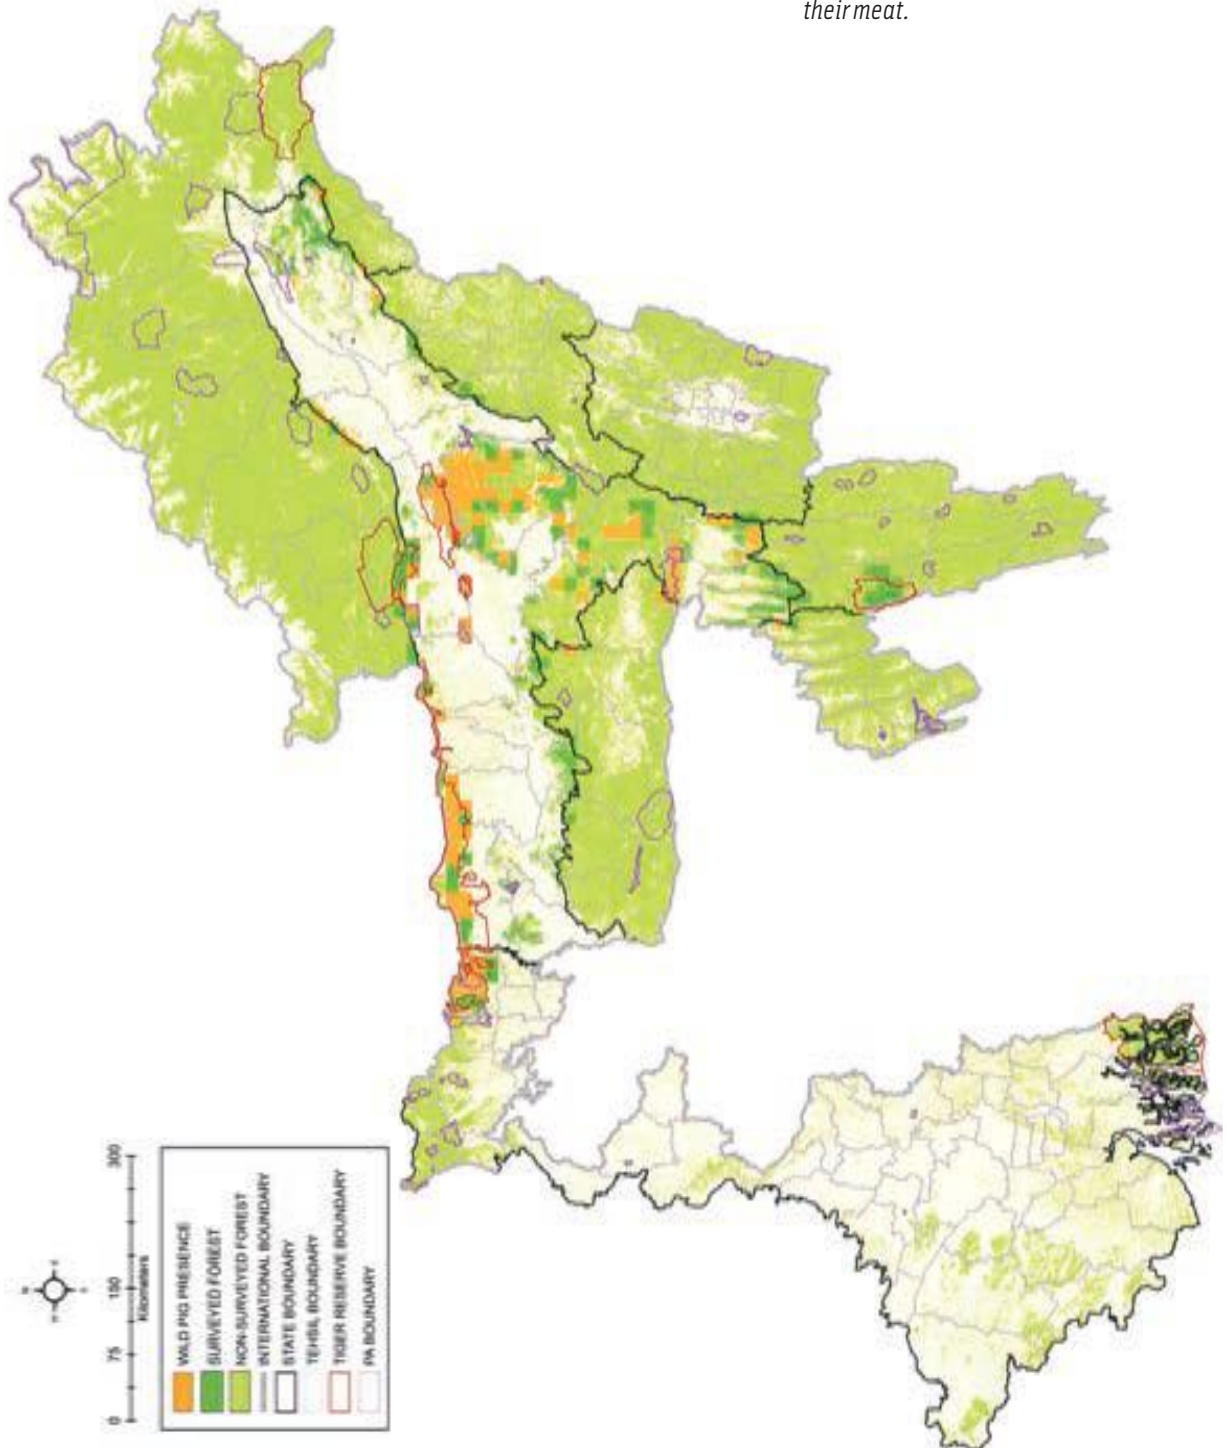 their meat.
0 75 150 300
Kilometers
WILD PIG PRESENCE
SURVEYED FOREST
NON-SURVEYED FOREST
INTERNATIONAL BOUNDARY
STATE BOUNDARY
TEHSIL BOUNDARY
TIGER RESERVE BOUNDARY
PA BOUNDARY